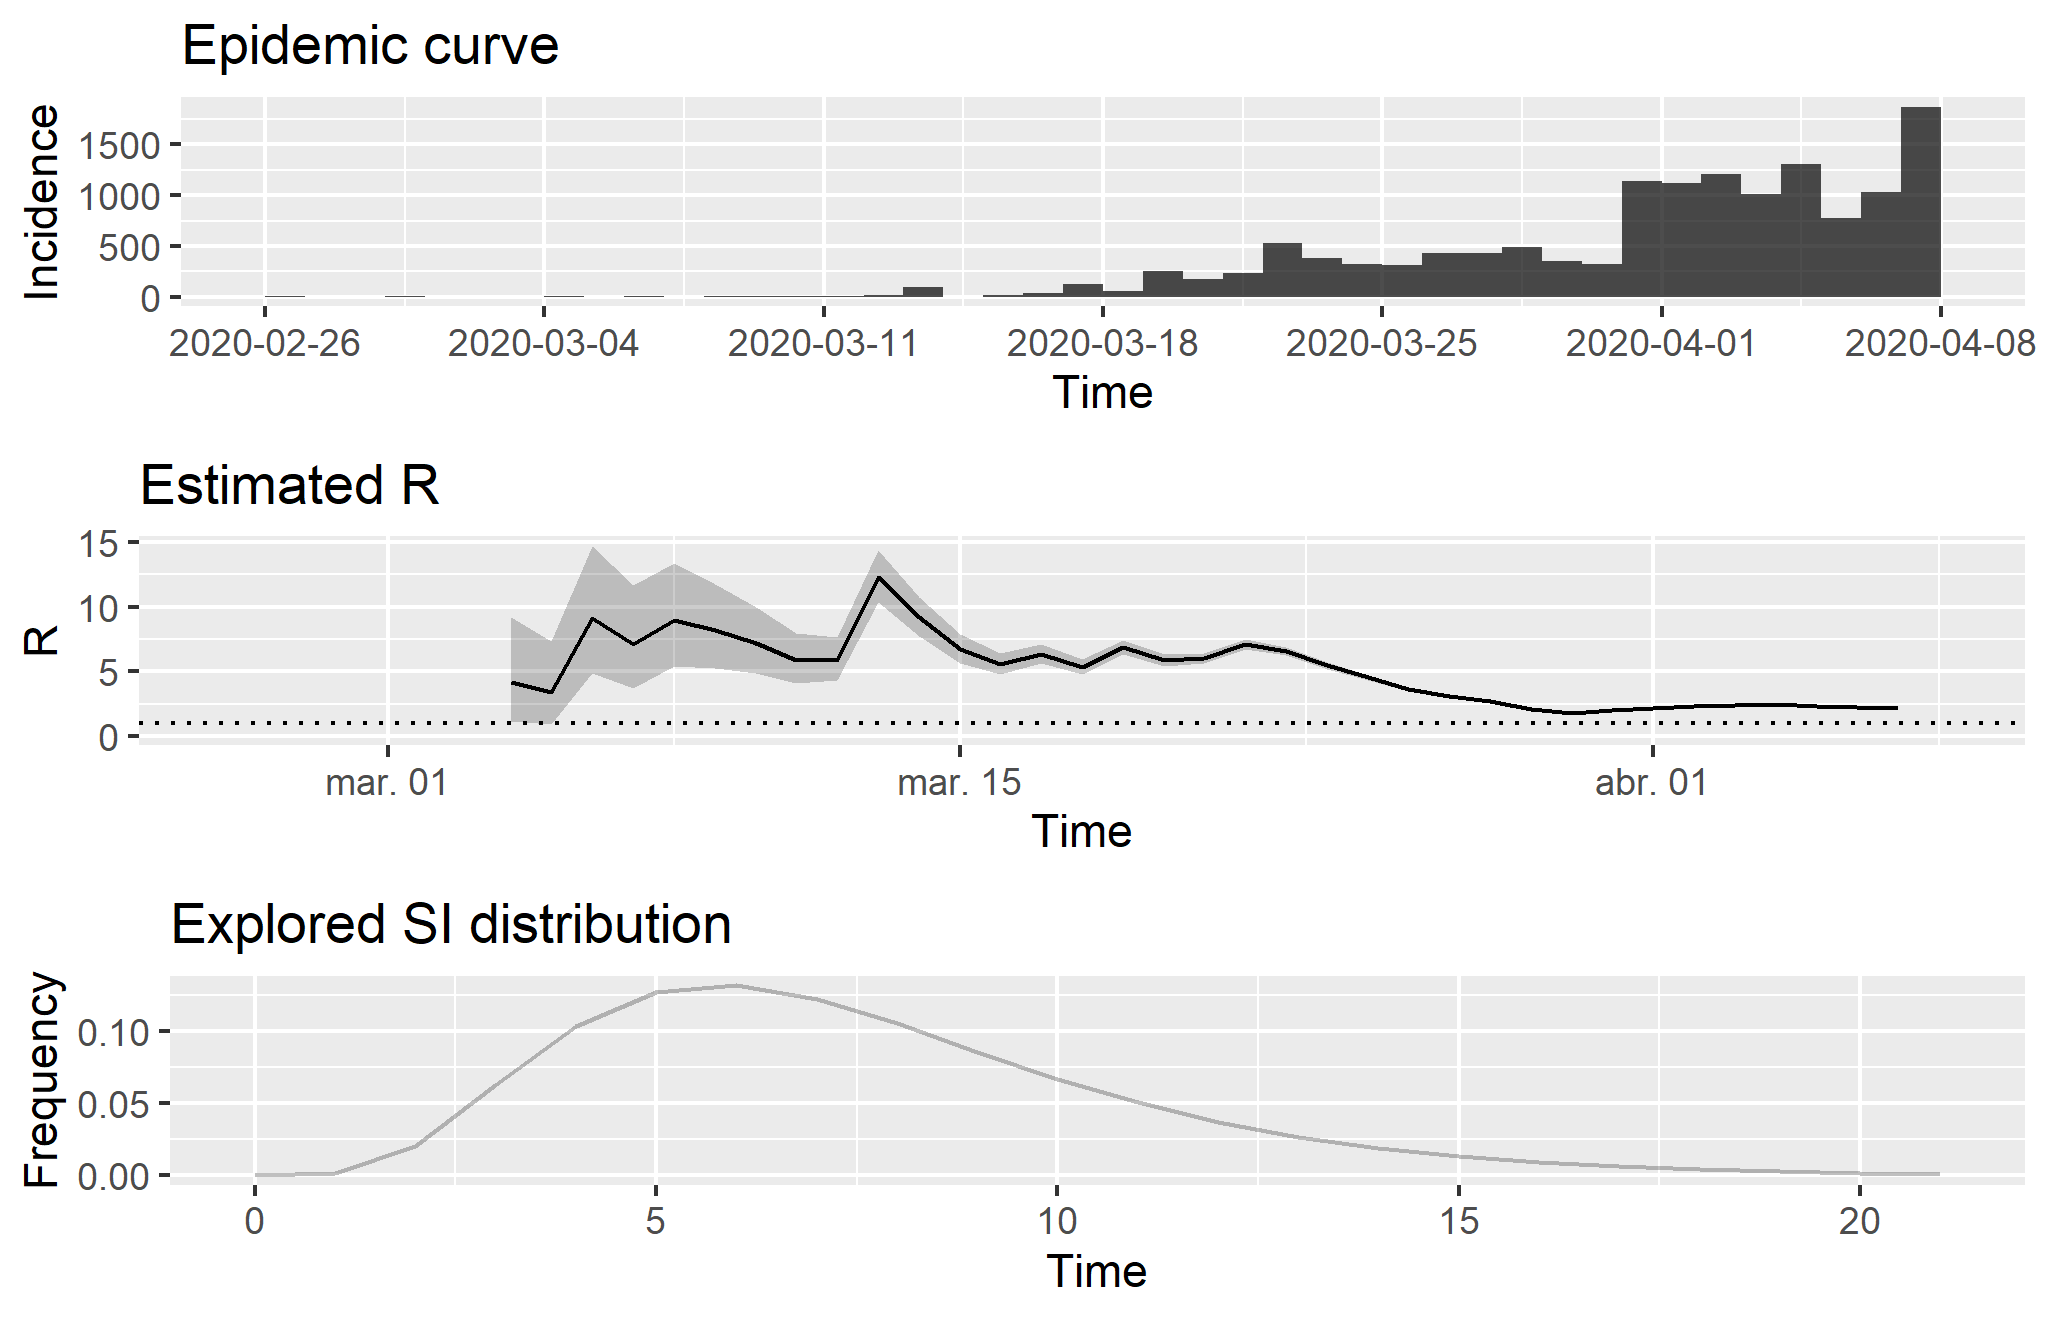 Epidemic curve
Incidence
1500
1000
500
0
2020-02-26 2020-03-04 2020-03-11 2020-03-18 2020-03-25 2020-04-01 2020-04-08
Time
Estimated R
R
15
10
5
0
mar. 01 mar. 15 abr. 01
Time
Explored SI distribution
Frequency
0.10
0.05
0.00
0 5 10 15 20
Time